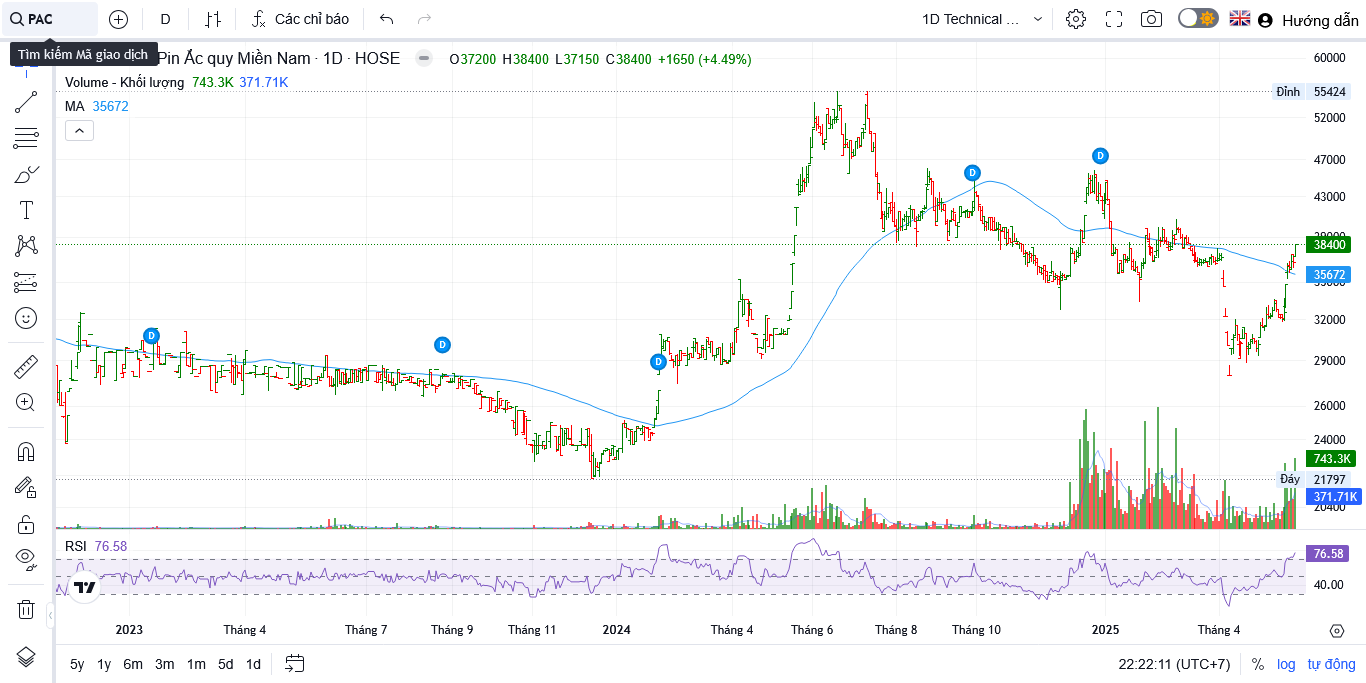 PAC
D
Các chỉ báo
1D Technical ...
Hướng dẫn
Tìm kiếm Mã giao dịch
Pin Ắc quy Miền Nam · 1D · HOSE
O37200 H38400 L37150 C38400 +1650 (+4.49%)
Volume - Khối lượng 743.3K 371.71K
MA 35672
60000
Đỉnh 55424
52000
47000
43000
38400
35672
32000
29000
26000
24000
743.3K
Đáy 21797
371.71K
20400
D
D
D
D
D
RSI 76.58
76.58
40.00
2023 Tháng 4 Tháng 7 Tháng 9 Tháng 11 2024 Tháng 4 Tháng 6 Tháng 8 Tháng 10 2025 Tháng 4
5y 1y 6m 3m 1m 5d 1d
22:22:11 (UTC+7) % log tự động